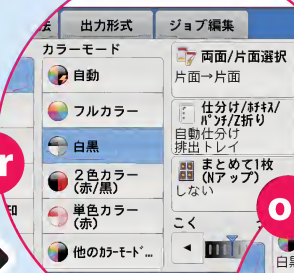 法 出力形式 ジョブ編集
カラーモード
自動
フルカラー
白黒
2色カラー
(赤/黒)
単色カラー
(赤)
他のｶﾗｰﾓｰﾄﾞ...
両面/片面選択
片面→片面
仕分け/ﾎﾁｷｽ/
ﾊﾟﾝﾁ/Z折り
自動仕分け
排出トレイ
まとめて1枚
(Nアップ)
しない
こく
r
印
o
白黒